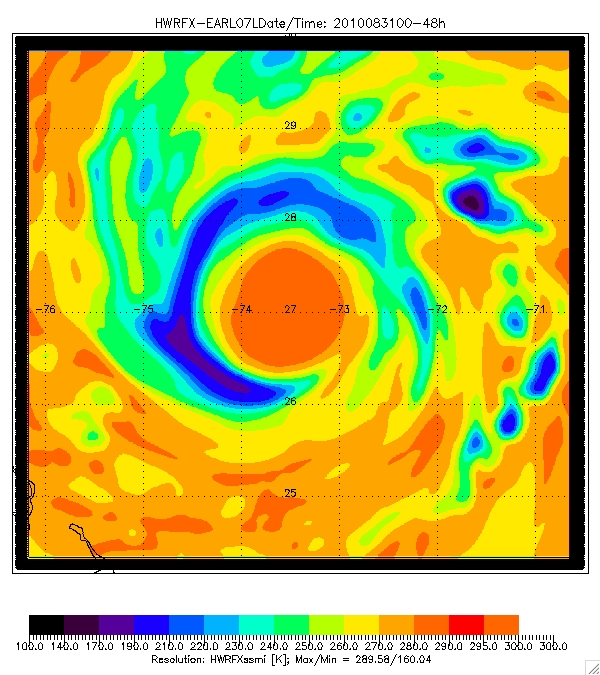 HWRFX-EARL07LDate/Time: 2010083100-48h
29
28
-76 -75 -74 27 -73 -72 -71
26
25
100.0 140.0 170.0 190.0 210.0 220.0 230.0 240.0 250.0 260.0 270.0 280.0 290.0 295.0 300.0 300.0
Resolution: HWRFXssmi [K]; Max/Min = 289.58/160.04